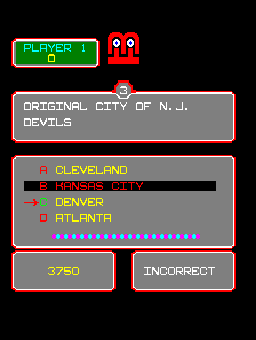 PLAYER 1
0
3
ORIGINAL CITY OF N.J.
DEVILS
A CLEVELAND
B KANSAS CITY
C DENVER
D ATLANTA
3750
INCORRECT